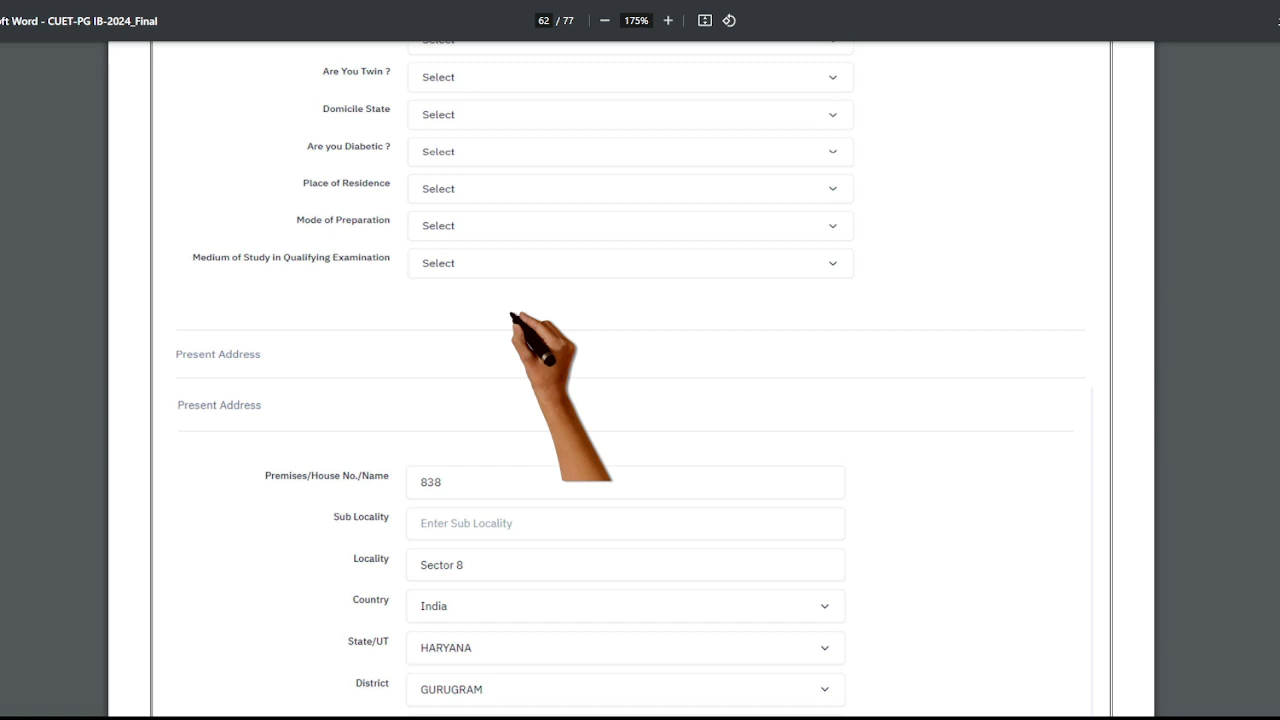 oft Word - CUET-PG IB-2024_Final
62 / 77
175%
Select
Are You Twin ?
Select
Domicile State
Select
Are you Diabetic ?
Select
Place of Residence
Select
Mode of Preparation
Select
Medium of Study in Qualifying Examination
Select
Present Address
Present Address
Premises/House No./Name
838
Sub Locality
Enter Sub Locality
Locality
Sector 8
Country
India
State/UT
HARYANA
District
GURUGRAM